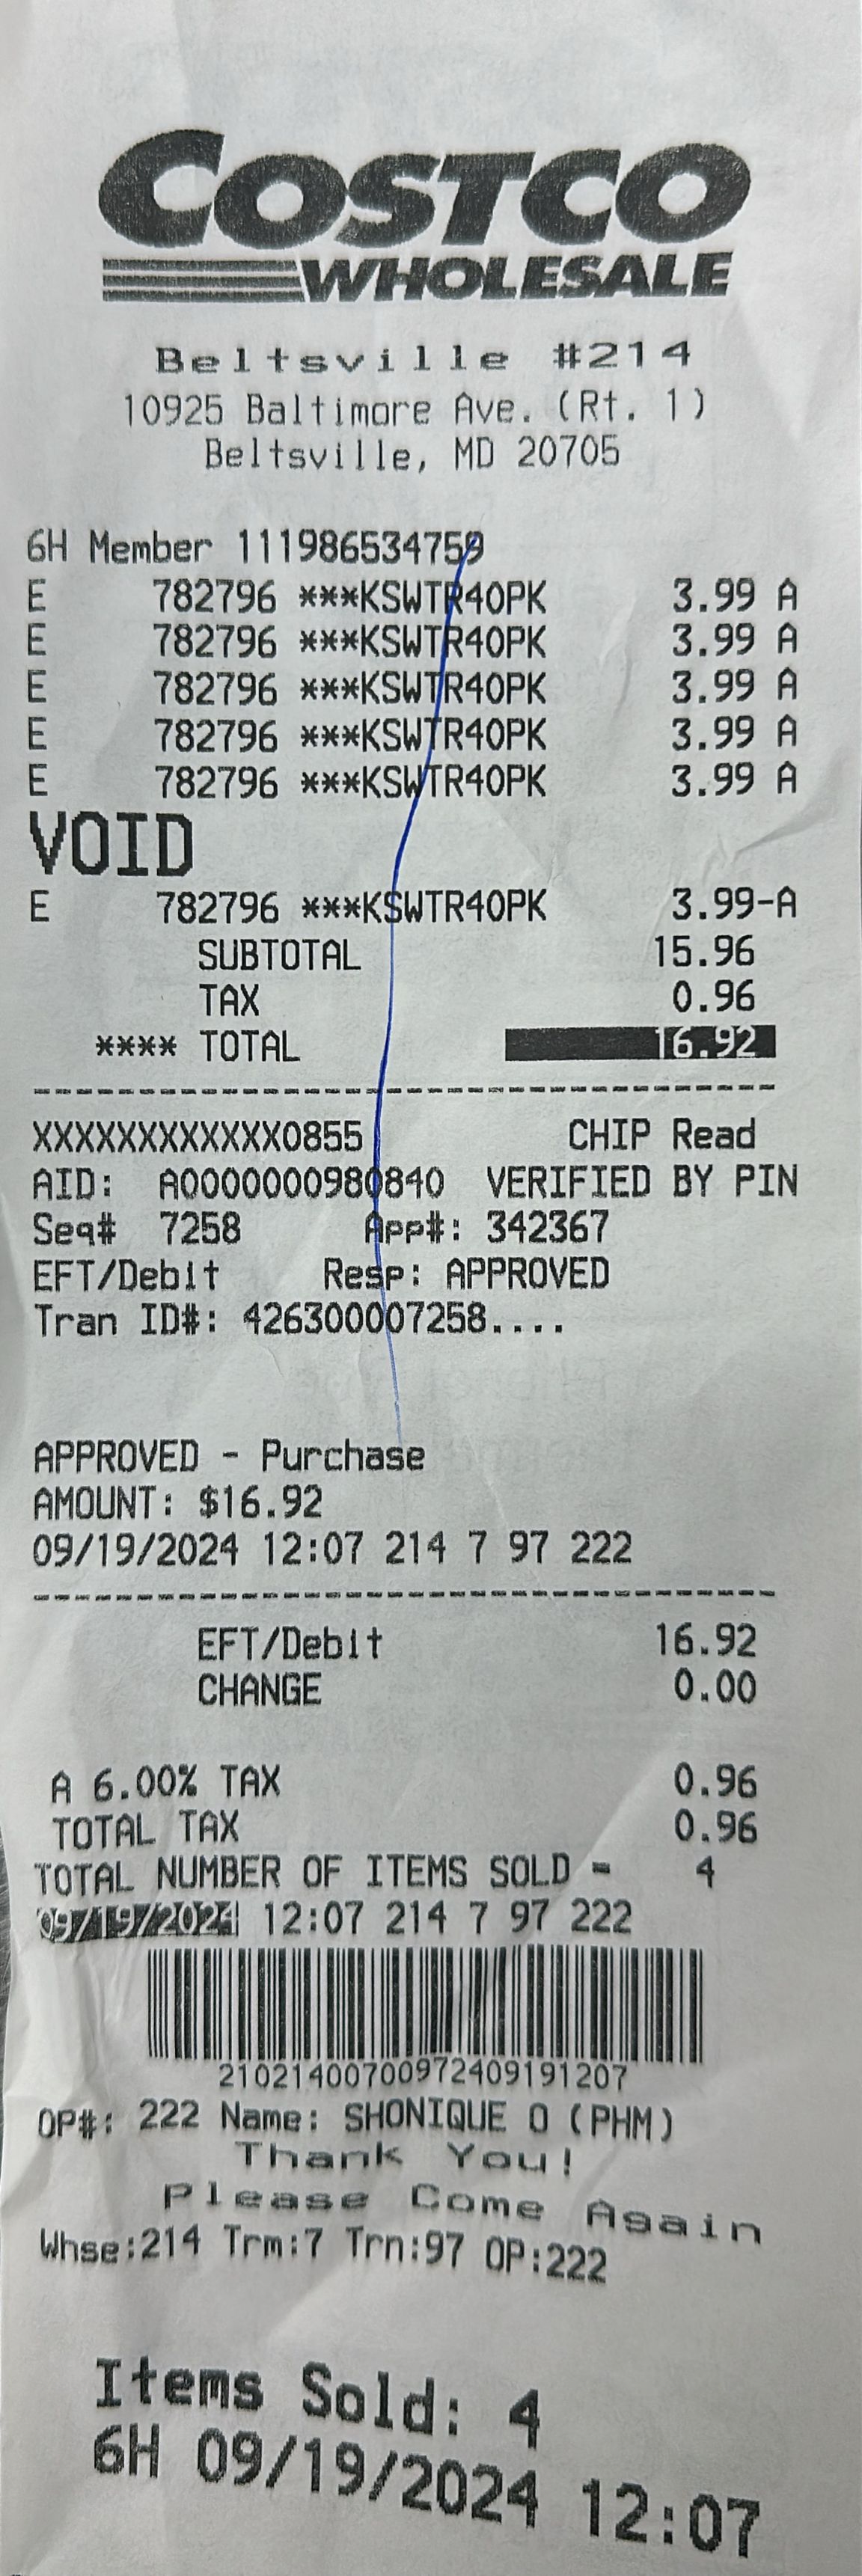 COSTCO
WHOLESALE
Beltsville #214
10925 Baltimore Ave. (Rt. 1)
Beltsville, MD 20705
6H Member 111986534759
E 782796 ***KSWTR40PK 3.99 A
E 782796 ***KSWTR40PK 3.99 A
E 782796 ***KSWTR40PK 3.99 A
E 782796 ***KSWTR40PK 3.99 A
E 782796 ***KSWTR40PK 3.99 A
VOID
E 782796 ***KSWTR40PK 3.99-A
SUBTOTAL 15.96
TAX 0.96
**** TOTAL 16.92
XXXXXXXXXXXX0855 CHIP Read
AID: A0000000980840 VERIFIED BY PIN
Seq# 7258 App#: 342367
EFT/Debit Resp: APPROVED
Tran ID#: 426300007258....
APPROVED - Purchase
AMOUNT: $16.92
09/19/2024 12:07 214 7 97 222
EFT/Debit 16.92
CHANGE 0.00
A 6.00% TAX 0.96
TOTAL TAX 0.96
TOTAL NUMBER OF ITEMS SOLD = 4
09/19/2024 12:07 214 7 97 222
21021400700972409191207
OP#: 222 Name: SHONIQUE O (PHM)
Thank You!
Please Come Again
Whse:214 Trm:7 Trn:97 OP:222
Items Sold: 4
6H 09/19/2024 12:07